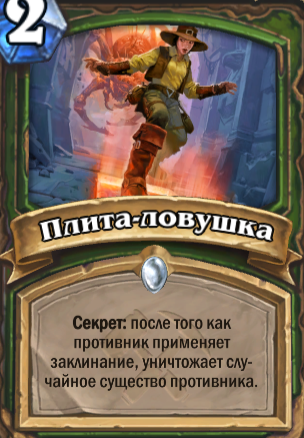 2
Плита-ловушка
Секрет: после того как
противник применяет
заклинание, уничтожает слу-
чайное существо противника.